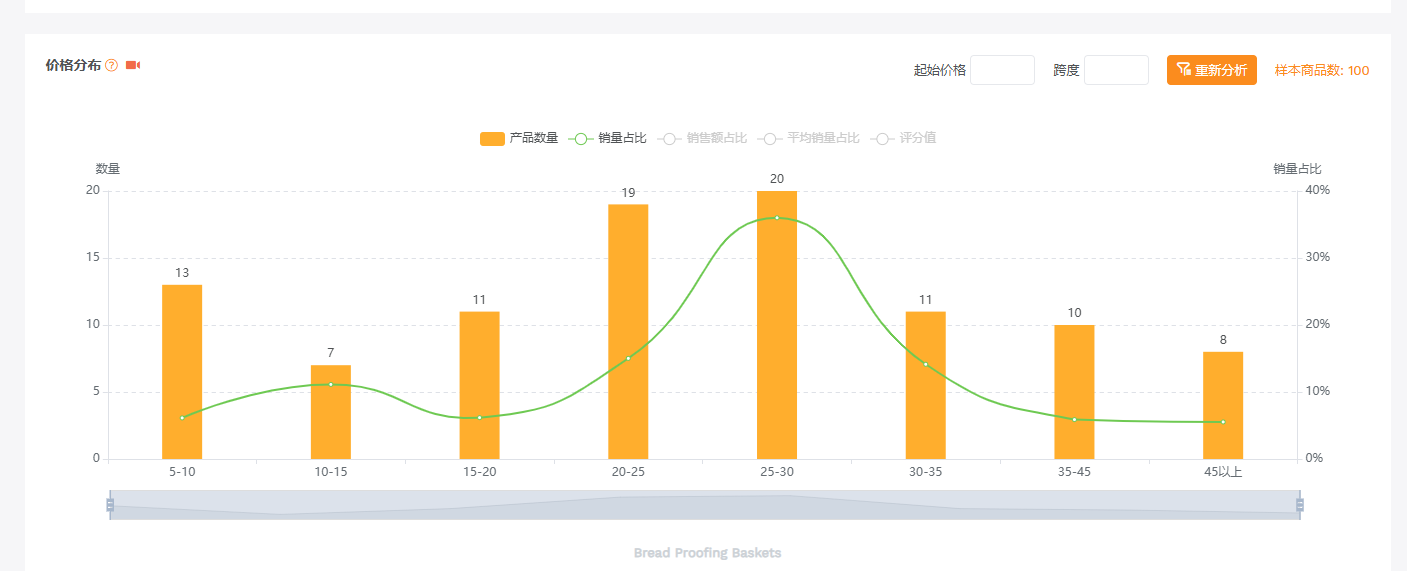 价格分布 ? 起始价格 跨度 重新分析 样本商品数: 100
产品数量 销量占比 销售额占比 平均销量占比 评分值
数量 销量占比
20 40%
15 30%
10 20%
5 10%
0 0%
13 7 11 19 20 11 10 8
5-10 10-15 15-20 20-25 25-30 30-35 35-45 45以上
Bread Proofing Baskets